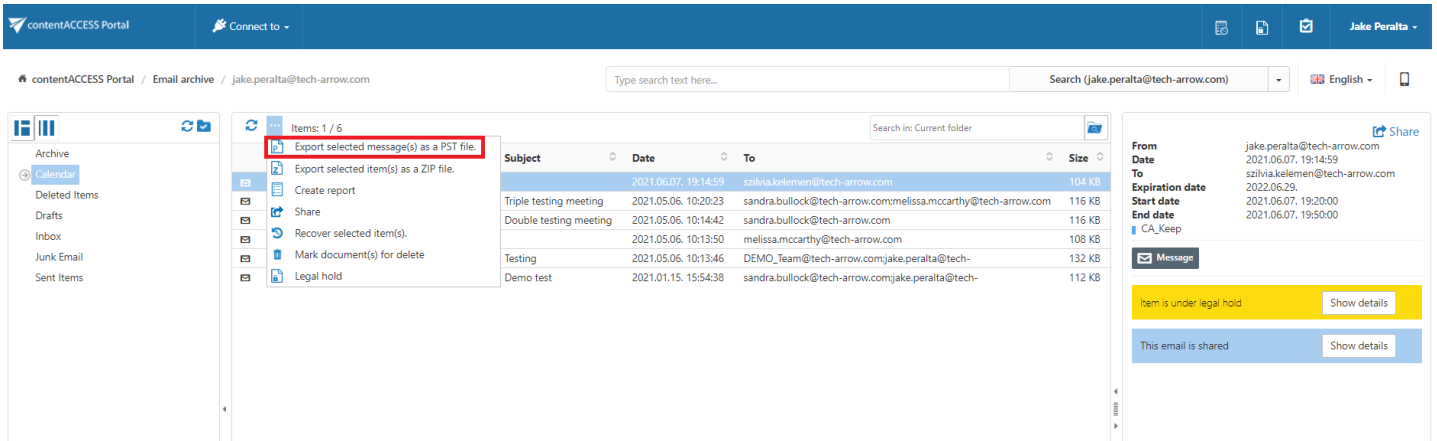 contentACCESS Portal
Connect to
Jake Peralta
contentACCESS Portal / Email archive / jake.peralta@tech-arrow.com
Type search text here...
Search (jake.peralta@tech-arrow.com)
English
Archive
Calendar
Deleted Items
Drafts
Inbox
Junk Email
Sent Items
Items: 1 / 6
Search in: Current folder
Export selected message(s) as a PST file.
Export selected item(s) as a ZIP file.
Create report
Share
Recover selected item(s).
Mark document(s) for delete
Legal hold
Subject Date To Size
2021.06.07. 19:14:59 szilvia.kelemen@tech-arrow.com 104 KB
Triple testing meeting 2021.05.06. 10:20:23 sandra.bullock@tech-arrow.com;melissa.mccarthy@tech-arrow.com 116 KB
Double testing meeting 2021.05.06. 10:14:42 sandra.bullock@tech-arrow.com 116 KB
2021.05.06. 10:13:50 melissa.mccarthy@tech-arrow.com 108 KB
Testing 2021.05.06. 10:13:46 DEMO_Team@tech-arrow.com;jake.peralta@tech- 132 KB
Demo test 2021.01.15. 15:54:38 sandra.bullock@tech-arrow.com;jake.peralta@tech- 112 KB
Share
From jake.peralta@tech-arrow.com
Date 2021.06.07. 19:14:59
To szilvia.kelemen@tech-arrow.com
Expiration date 2022.06.29.
Start date 2021.06.07. 19:20:00
End date 2021.06.07. 19:50:00
CA_Keep
Message
Item is under legal hold Show details
This email is shared Show details